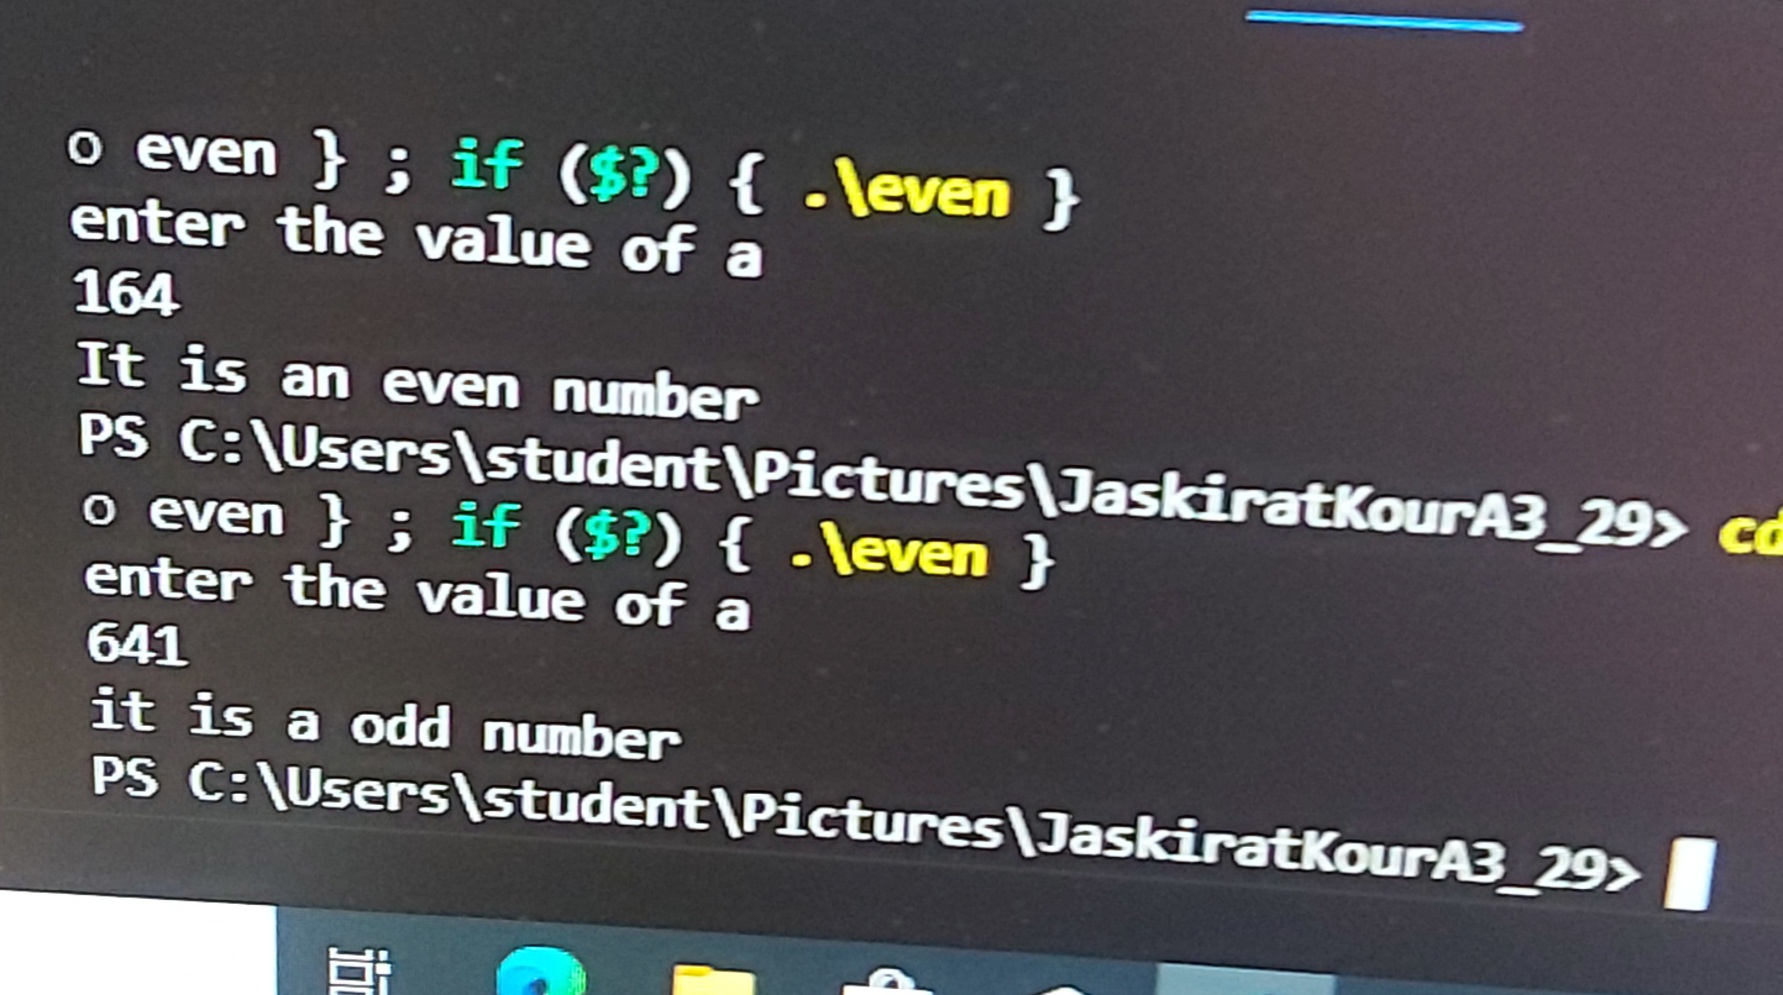 o even } ; if ($?) { .\even }
enter the value of a
164
It is an even number
PS C:\Users\student\Pictures\JaskiratKourA3_29> cd
o even } ; if ($?) { .\even }
enter the value of a
641
it is a odd number
PS C:\Users\student\Pictures\JaskiratKourA3_29>